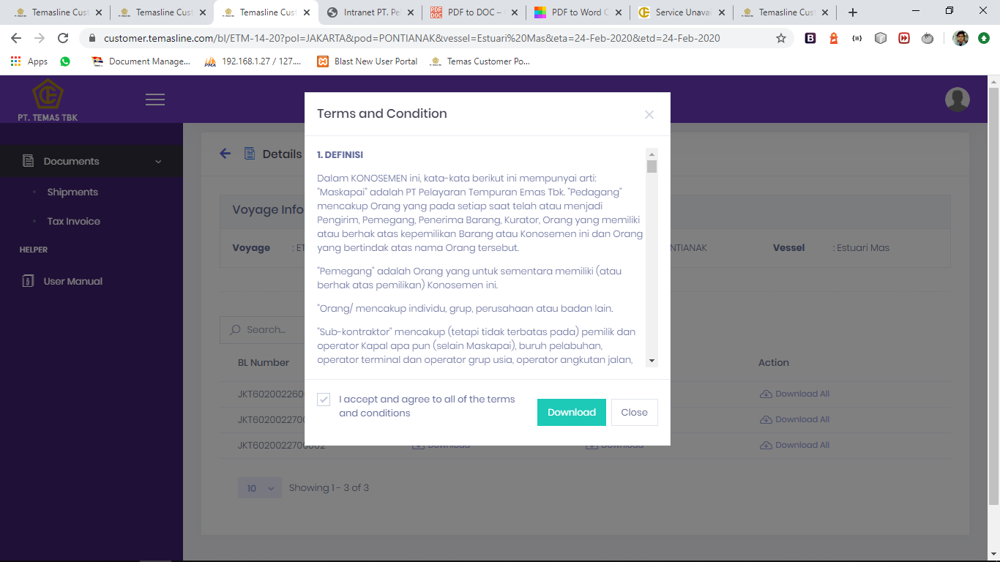 Temasline Cust
Temasline Cust
Temasline Cust
Intranet PT. Pe
PDF to DOC –
PDF to Word C
Service Unava
Temasline Cust
customer.temasline.com/bl/ETM-14-20?pol=JAKARTA&pod=PONTIANAK&vessel=Estuari%20Mas&eta=24-Feb-2020&etd=24-Feb-2020
Apps
Document Manage...
192.168.1.27 / 127....
Blast New User Portal
Temas Customer Po...
PT. TEMAS TBK
Documents
Shipments
Tax Invoice
HELPER
User Manual
Details
Voyage Info
Voyage : ET
NTIANAK
Vessel : Estuari Mas
Search...
BL Number
Action
JKT602002260
Download All
JKT602002270
Download All
JKT6020022700002 Download Download Download All
10 Showing 1 - 3 of 3
Terms and Condition
1. DEFINISI
Dalam KONOSEMEN ini, kata-kata berikut ini mempunyai arti:
"Maskapai" adalah PT Pelayaran Tempuran Emas Tbk. "Pedagang"
mencakup Orang yang pada setiap saat telah atau menjadi
Pengirim, Pemegang, Penerima Barang, Kurator, Orang yang memiliki
atau berhak atas kepemilikan Barang atau Konosemen ini dan Orang
yang bertindak atas nama Orang tersebut.
"Pemegang" adalah Orang yang untuk sementara memiliki (atau
berhak atas pemilikan) Konosemen ini.
"Orang/ mencakup individu, grup, perusahaan atau badan lain.
"Sub-kontraktor" mencakup (tetapi tidak terbatas pada) pemilik dan
operator Kapal apa pun (selain Maskapai), buruh pelabuhan,
operator terminal dan operator grup usia, operator angkutan jalan,
I accept and agree to all of the terms
and conditions
Download
Close